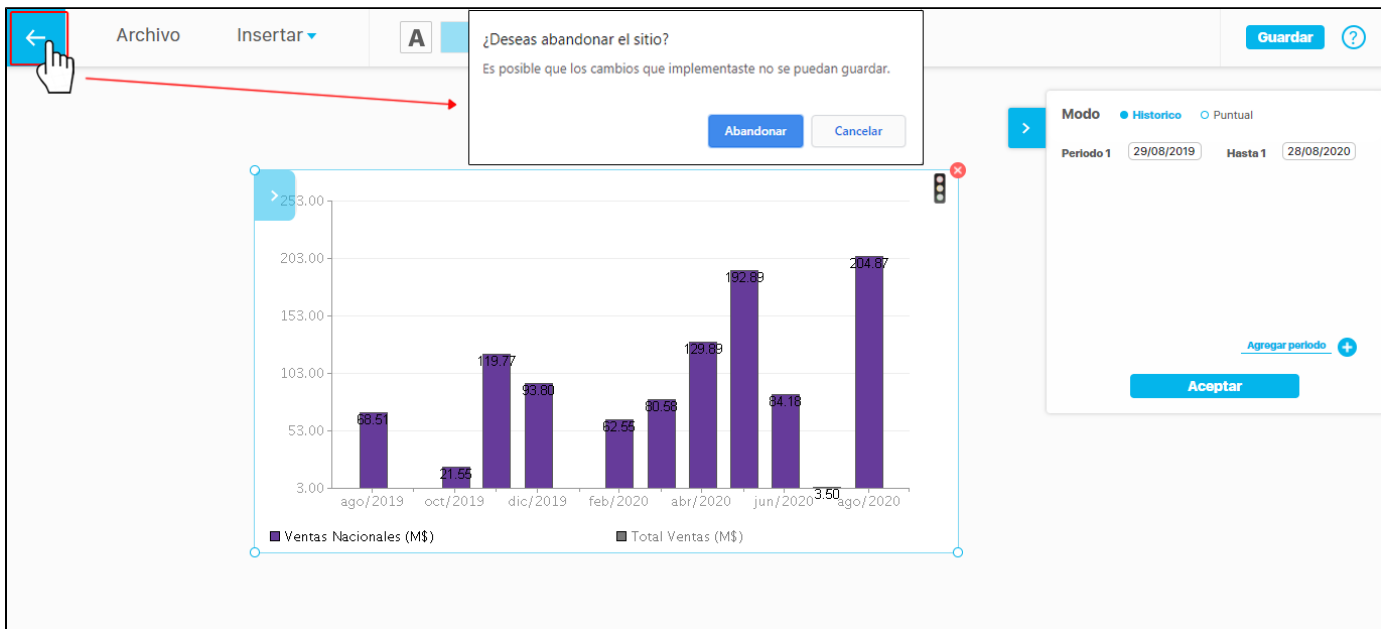 Archivo
Insertar
A
¿Deseas abandonar el sitio?
Es posible que los cambios que implementaste no se puedan guardar.
Abandonar
Cancelar
Guardar
?
Modo
Historico
Puntual
Periodo 1
29/08/2019
Hasta 1
28/08/2020
Agregar periodo
Aceptar
253.00
203.00
153.00
103.00
53.00
3.00
68.51
21.55
119.77
93.80
62.55
80.58
129.89
192.89
84.18
3.50
204.87
ago/2019
oct/2019
dic/2019
feb/2020
abr/2020
jun/2020
ago/2020
Ventas Nacionales (M$)
Total Ventas (M$)